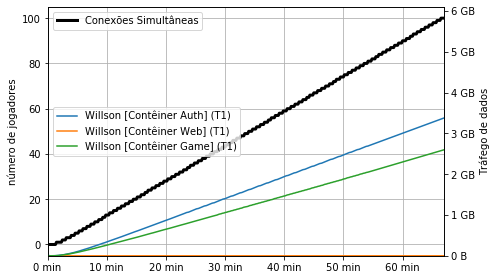 100
80
60
40
20
0
número de jogadores
Conexões Simultâneas
Willson [Contêiner Auth] (T1)
Willson [Contêiner Web] (T1)
Willson [Contêiner Game] (T1)
6 GB
5 GB
4 GB
3 GB
2 GB
1 GB
0 B
Tráfego de dados
0 min 10 min 20 min 30 min 40 min 50 min 60 min